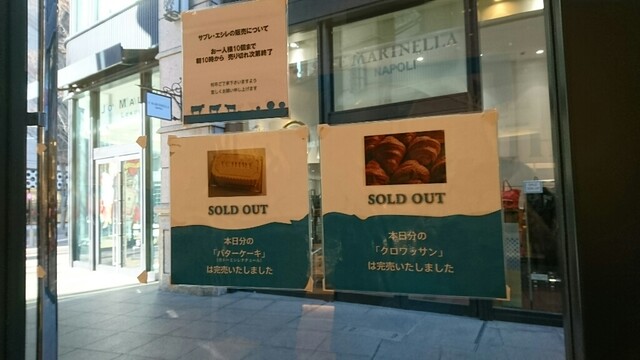 サブレ・エシレの販売について
お一人様10個まで
朝10時から 売り切れ次第終了
MARINELLA
NAPOLI
SOLD OUT
本日分の
「バターケーキ」
は完売いたしました
SOLD OUT
本日分の
「クロワッサン」
は完売いたしました